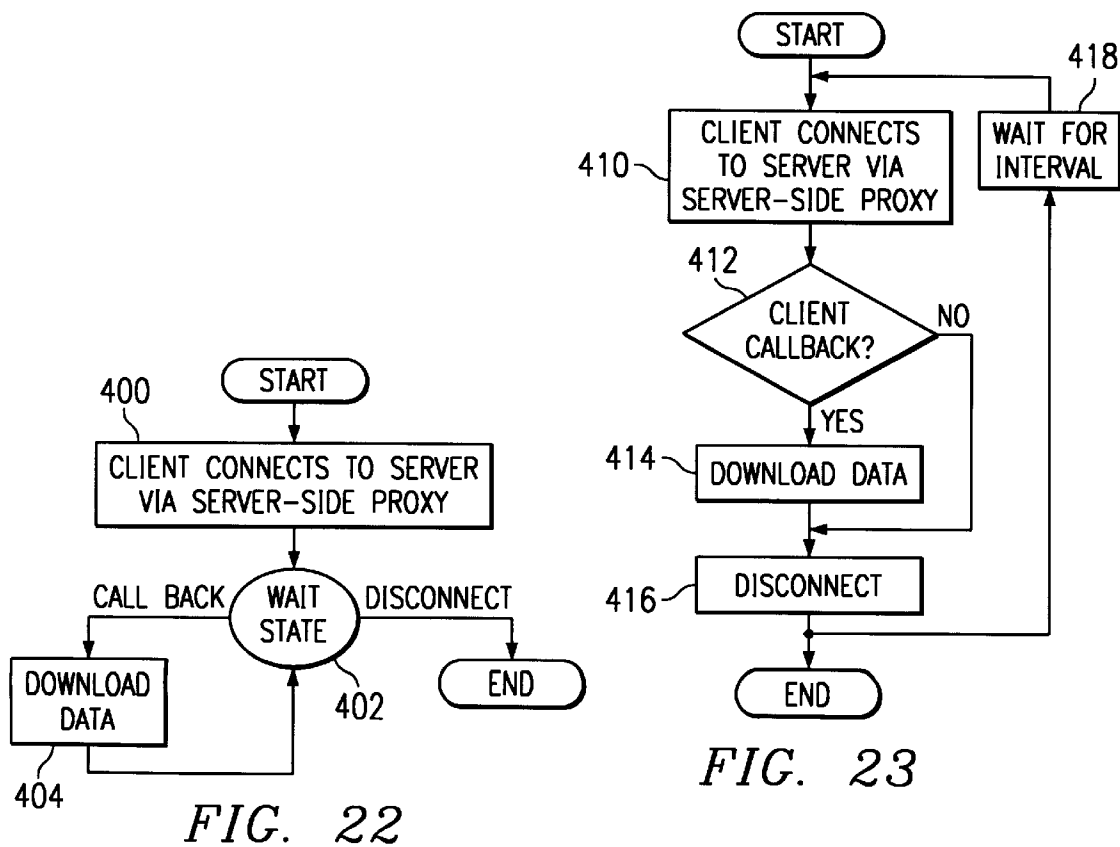 START
400
CLIENT CONNECTS TO SERVER
VIA SERVER-SIDE PROXY
CALL BACK
WAIT
STATE
DISCONNECT
402
DOWNLOAD
DATA
404
END
FIG. 22
START
418
WAIT FOR
INTERVAL
410
CLIENT CONNECTS
TO SERVER VIA
SERVER-SIDE PROXY
412
CLIENT
CALLBACK?
NO
YES
414
DOWNLOAD DATA
416
DISCONNECT
END
FIG. 23